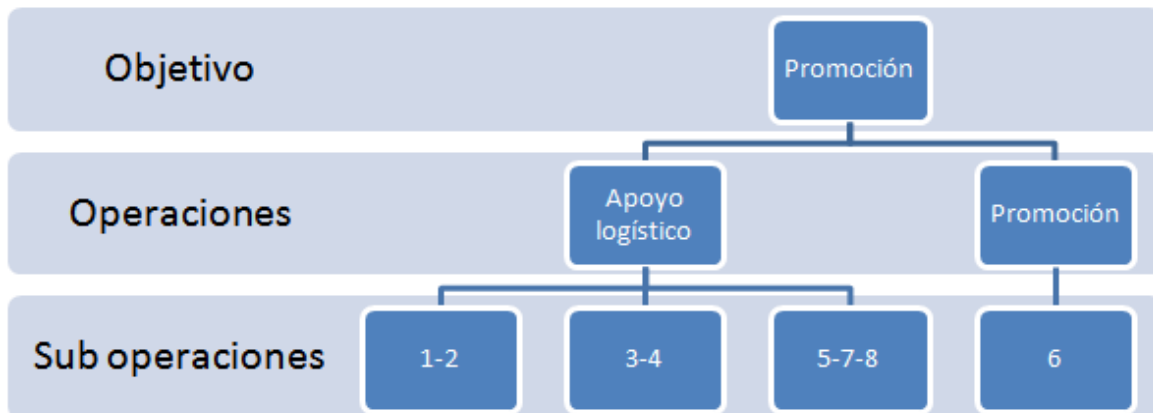 Objetivo
Promoción
Operaciones
Apoyo
logístico
Promoción
Sub operaciones
1-2
3-4
5-7-8
6